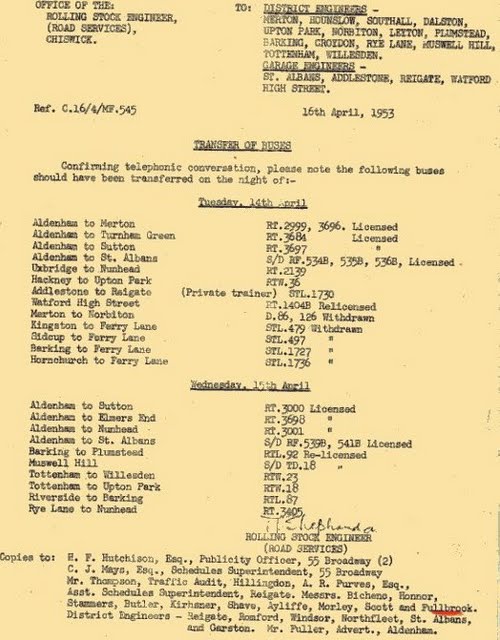 OFFICE OF THE:
ROLLING STOCK ENGINEER,
(ROAD SERVICES),
CHISWICK.
TO: DISTRICT ENGINEERS -
MERTON, HOUNSLOW, SOUTHALL, DALSTON,
UPTON PARK, NORBITON, LEYTON, PLUMSTEAD,
BARKING, CROYDON, RYE LANE, MUSWELL HILL,
TOTTENHAM, WILLESDEN.
GARAGE ENGINEERS -
ST. ALBANS, ADDLESTONE, REIGATE, WATFORD
HIGH STREET.
Ref. C.16/4/MF.545
16th April, 1953
TRANSFER OF BUSES
Confirming telephonic conversation, please note the following buses
should have been transferred on the night of:-
Tuesday, 14th April
Aldenham to Merton RT.2999, 3696. Licensed
Aldenham to Turnham Green RT.3684 Licensed
Aldenham to Sutton RT.3697 "
Aldenham to St. Albans S/D RF.534B, 535B, 536B, Licensed
Uxbridge to Nunhead RT.2139
Hackney to Upton Park RTW.36
Addlestone to Reigate (Private trainer) STL.1730
Watford High Street RT.1404B Relicensed
Merton to Norbiton D.86, 126 Withdrawn
Kingston to Ferry Lane STL.479 Withdrawn
Sidcup to Ferry Lane STL.497 "
Barking to Ferry Lane STL.1727 "
Hornchurch to Ferry Lane STL.1736 "
Wednesday, 15th April
Aldenham to Sutton RT.3000 Licensed
Aldenham to Elmers End RT.3698 "
Aldenham to Nunhead RT.3001 "
Aldenham to St. Albans S/D RF.539B, 541B Licensed
Barking to Plumstead RTL.92 Re-licensed
Muswell Hill S/D TD.18 "
Tottenham to Willesden RTW.23
Tottenham to Upton Park RTW.18
Riverside to Barking RTL.87
Rye Lane to Nunhead RT.3405
ROLLING STOCK ENGINEER
(ROAD SERVICES)
Copies to: H. F. Hutchison, Esq., Publicity Officer, 55 Broadway (2)
C. J. Mays, Esq., Schedules Superintendent, 55 Broadway
Mr. Thompson, Traffic Audit, Hillingdon, A. B. Purves, Esq.,
Asst. Schedules Superintendent, Reigate. Messrs. Bicheno, Honnor,
Stammers, Butler, Kirhsner, Shave, Ayliffe, Morley, Scott and Fullbrook.
District Engineers - Reigate, Romford, Windsor, Northfleet, St. Albans,
and Garston. Mr. Fuller, Advert. Aldenham.